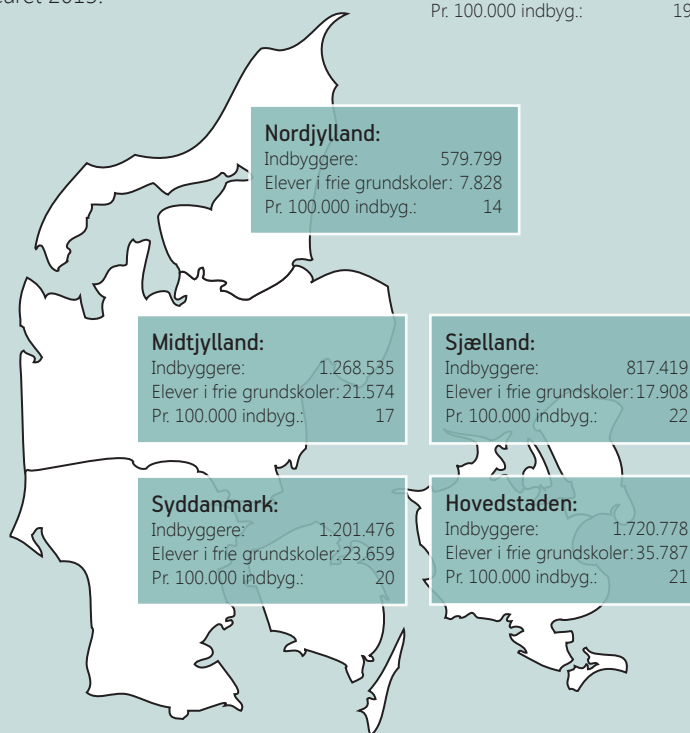 Pr. 100.000 indbyg.: 19
Nordjylland:
Indbyggere: 579.799
Elever i frie grundskoler: 7.828
Pr. 100.000 indbyg.: 14
Midtjylland:
Indbyggere: 1.268.535
Elever i frie grundskoler: 21.574
Pr. 100.000 indbyg.: 17
Sjælland:
Indbyggere: 817.419
Elever i frie grundskoler: 17.908
Pr. 100.000 indbyg.: 22
Syddanmark:
Indbyggere: 1.201.476
Elever i frie grundskoler: 23.659
Pr. 100.000 indbyg.: 20
Hovedstaden:
Indbyggere: 1.720.778
Elever i frie grundskoler: 35.787
Pr. 100.000 indbyg.: 21